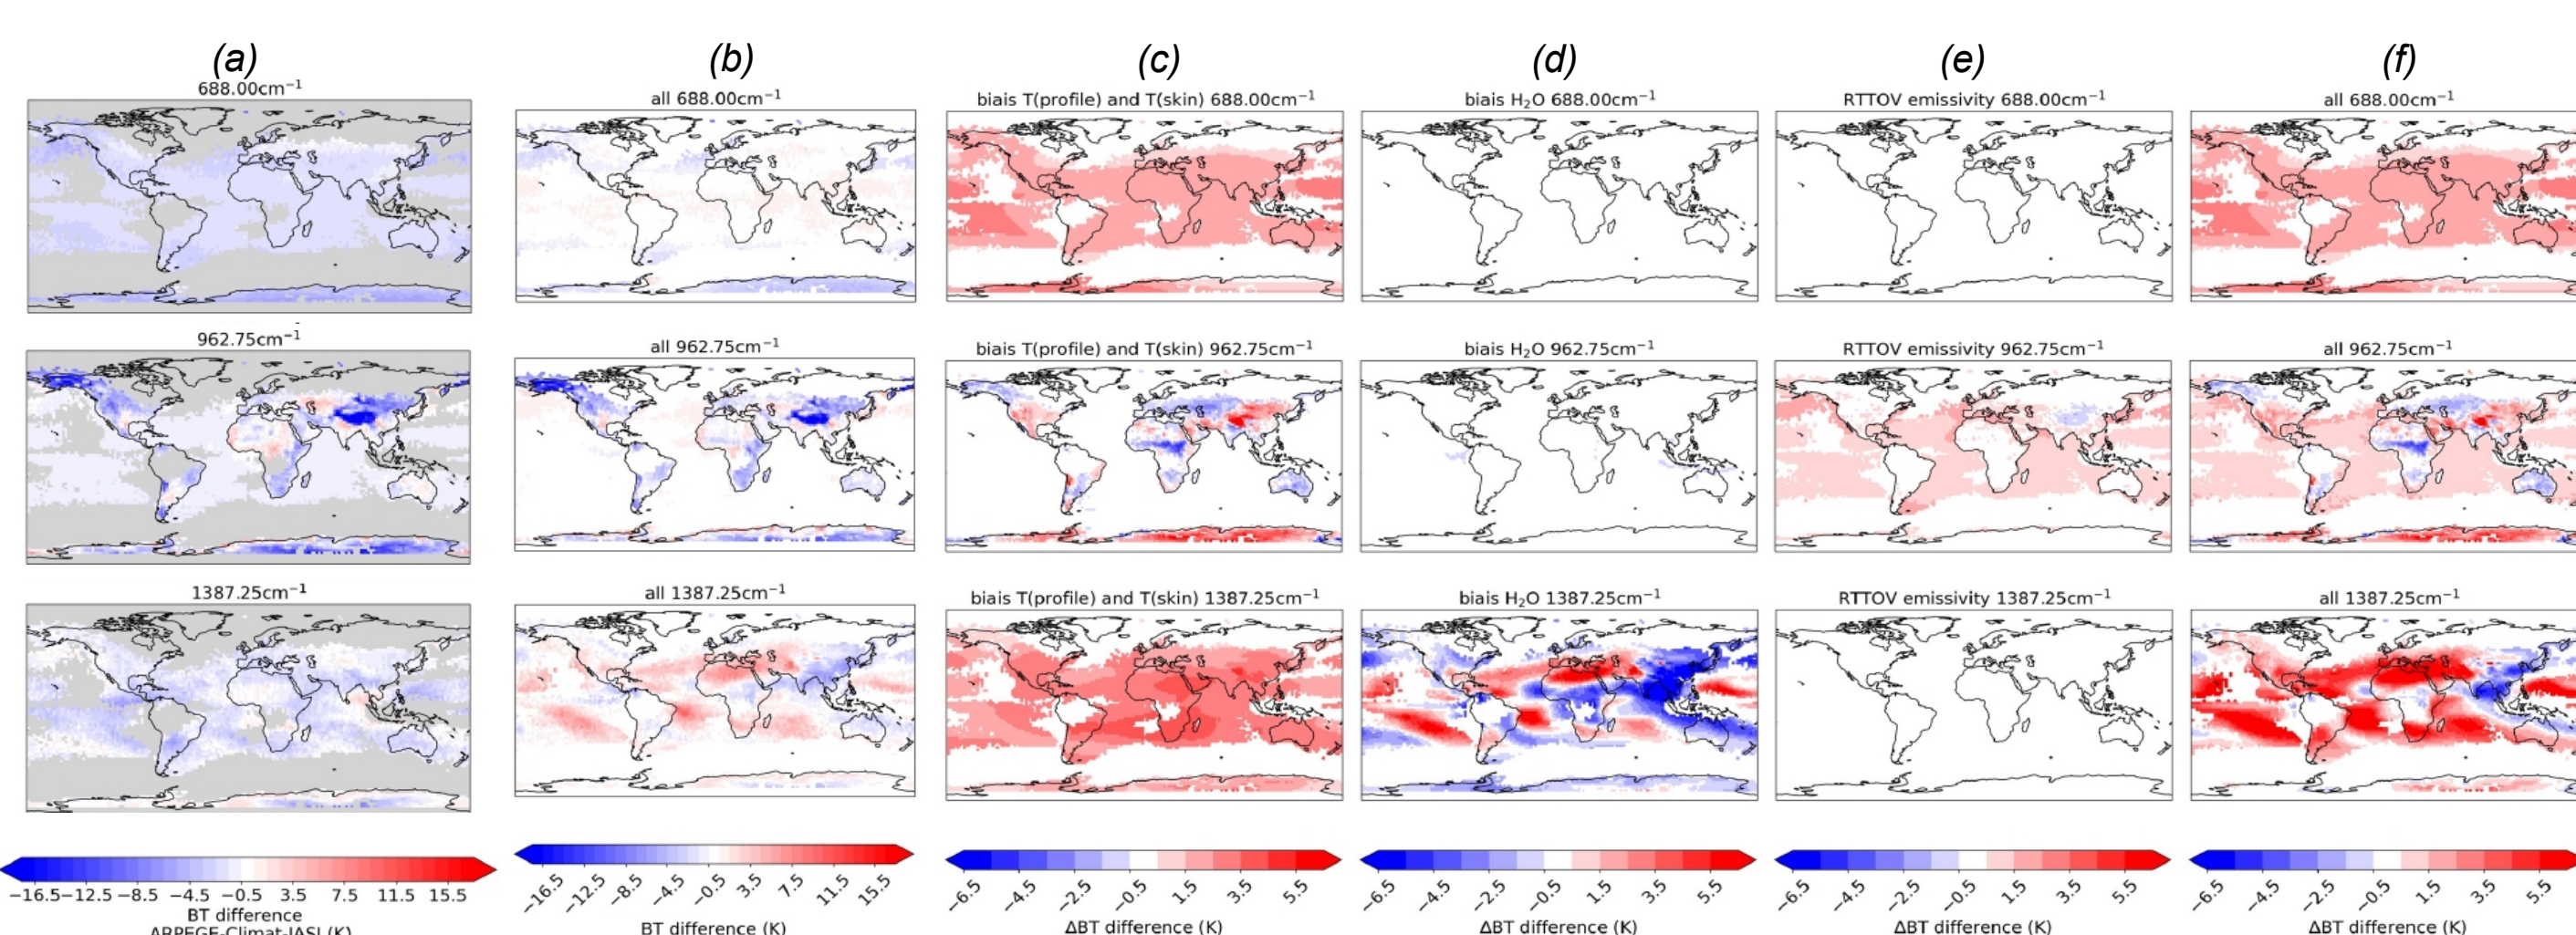 (a) (b) (c) (d) (e) (f)
688.00cm⁻¹
all 688.00cm⁻¹
biais T(profile) and T(skin) 688.00cm⁻¹
biais H₂O 688.00cm⁻¹
RTTOV emissivity 688.00cm⁻¹
all 688.00cm⁻¹
962.75cm⁻¹
all 962.75cm⁻¹
biais T(profile) and T(skin) 962.75cm⁻¹
biais H₂O 962.75cm⁻¹
RTTOV emissivity 962.75cm⁻¹
all 962.75cm⁻¹
1387.25cm⁻¹
all 1387.25cm⁻¹
biais T(profile) and T(skin) 1387.25cm⁻¹
biais H₂O 1387.25cm⁻¹
RTTOV emissivity 1387.25cm⁻¹
all 1387.25cm⁻¹
−16.5 −12.5 −8.5 −4.5 −0.5 3.5 7.5 11.5 15.5
BT difference
ARPEGE-Climat-IASI (K)
−16.5 −12.5 −8.5 −4.5 −0.5 3.5 7.5 11.5 15.5
BT difference (K)
−6.5 −4.5 −2.5 −0.5 1.5 3.5 5.5
ΔBT difference (K)
−6.5 −4.5 −2.5 −0.5 1.5 3.5 5.5
ΔBT difference (K)
−6.5 −4.5 −2.5 −0.5 1.5 3.5 5.5
ΔBT difference (K)
−6.5 −4.5 −2.5 −0.5 1.5 3.5 5.5
ΔBT difference (K)